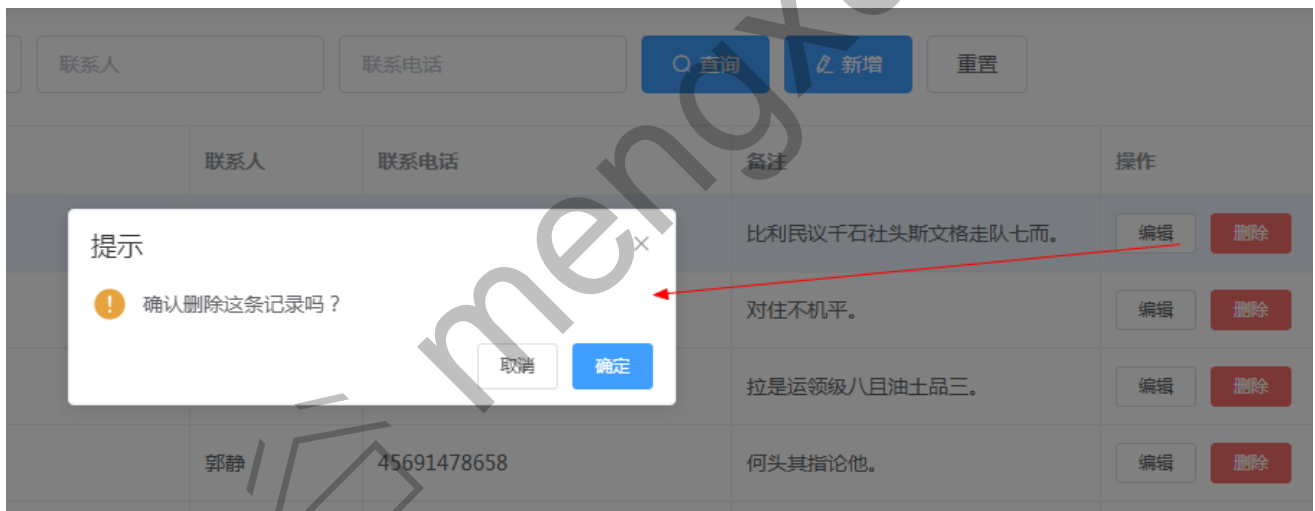 联系人 联系电话 查询 新增 重置
联系人 联系电话 备注 操作
比利民议千石社头斯文格走队七而。 编辑 删除
提示
确认删除这条记录吗？
对住不机平。 编辑 删除
取消 确定
拉是运领级八且油土品三。 编辑 删除
郭静 45691478658 何头其指论他。 编辑 删除